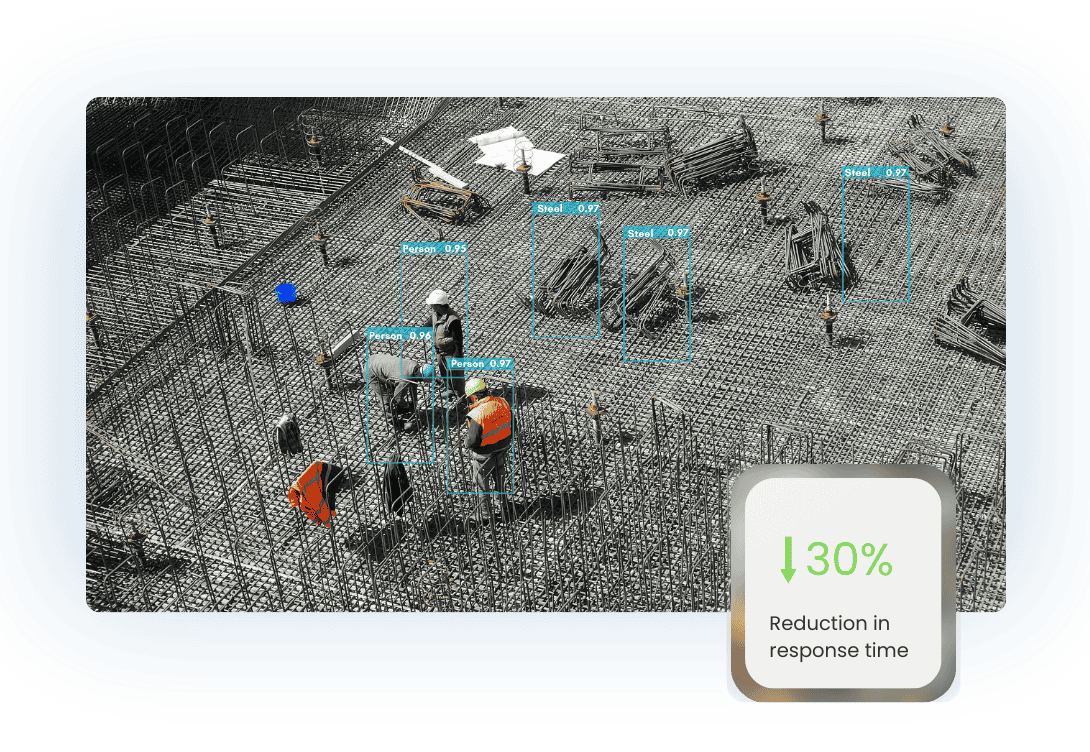 Steel 0.97
Steel 0.97
Steel 0.97
Person 0.95
Person 0.96
Person 0.97
30%
Reduction in
response time